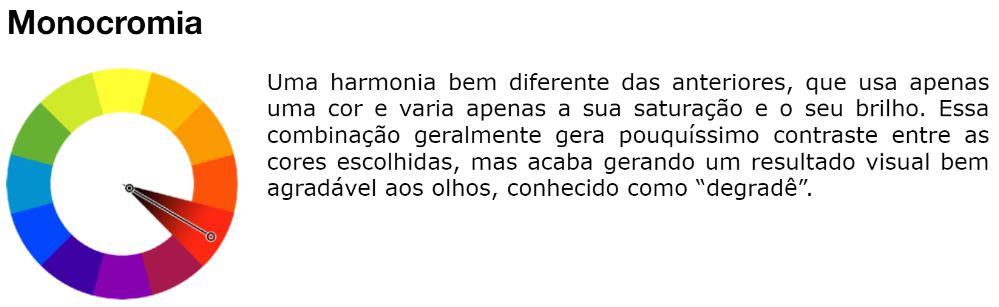 Monocromia
Uma harmonia bem diferente das anteriores, que usa apenas
uma cor e varia apenas a sua saturação e o seu brilho. Essa
combinação geralmente gera pouquíssimo contraste entre as
cores escolhidas, mas acaba gerando um resultado visual bem
agradável aos olhos, conhecido como “degradê”.